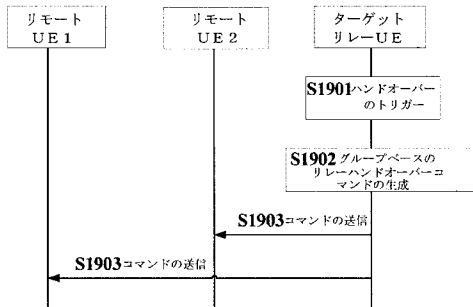 リモート
UE1
リモート
UE2
ターゲット
リレーUE
S1901ハンドオーバー
のトリガー
S1902グループベースの
リレーハンドオーバーコ
マンドの生成
S1903コマンドの送信
S1903コマンドの送信